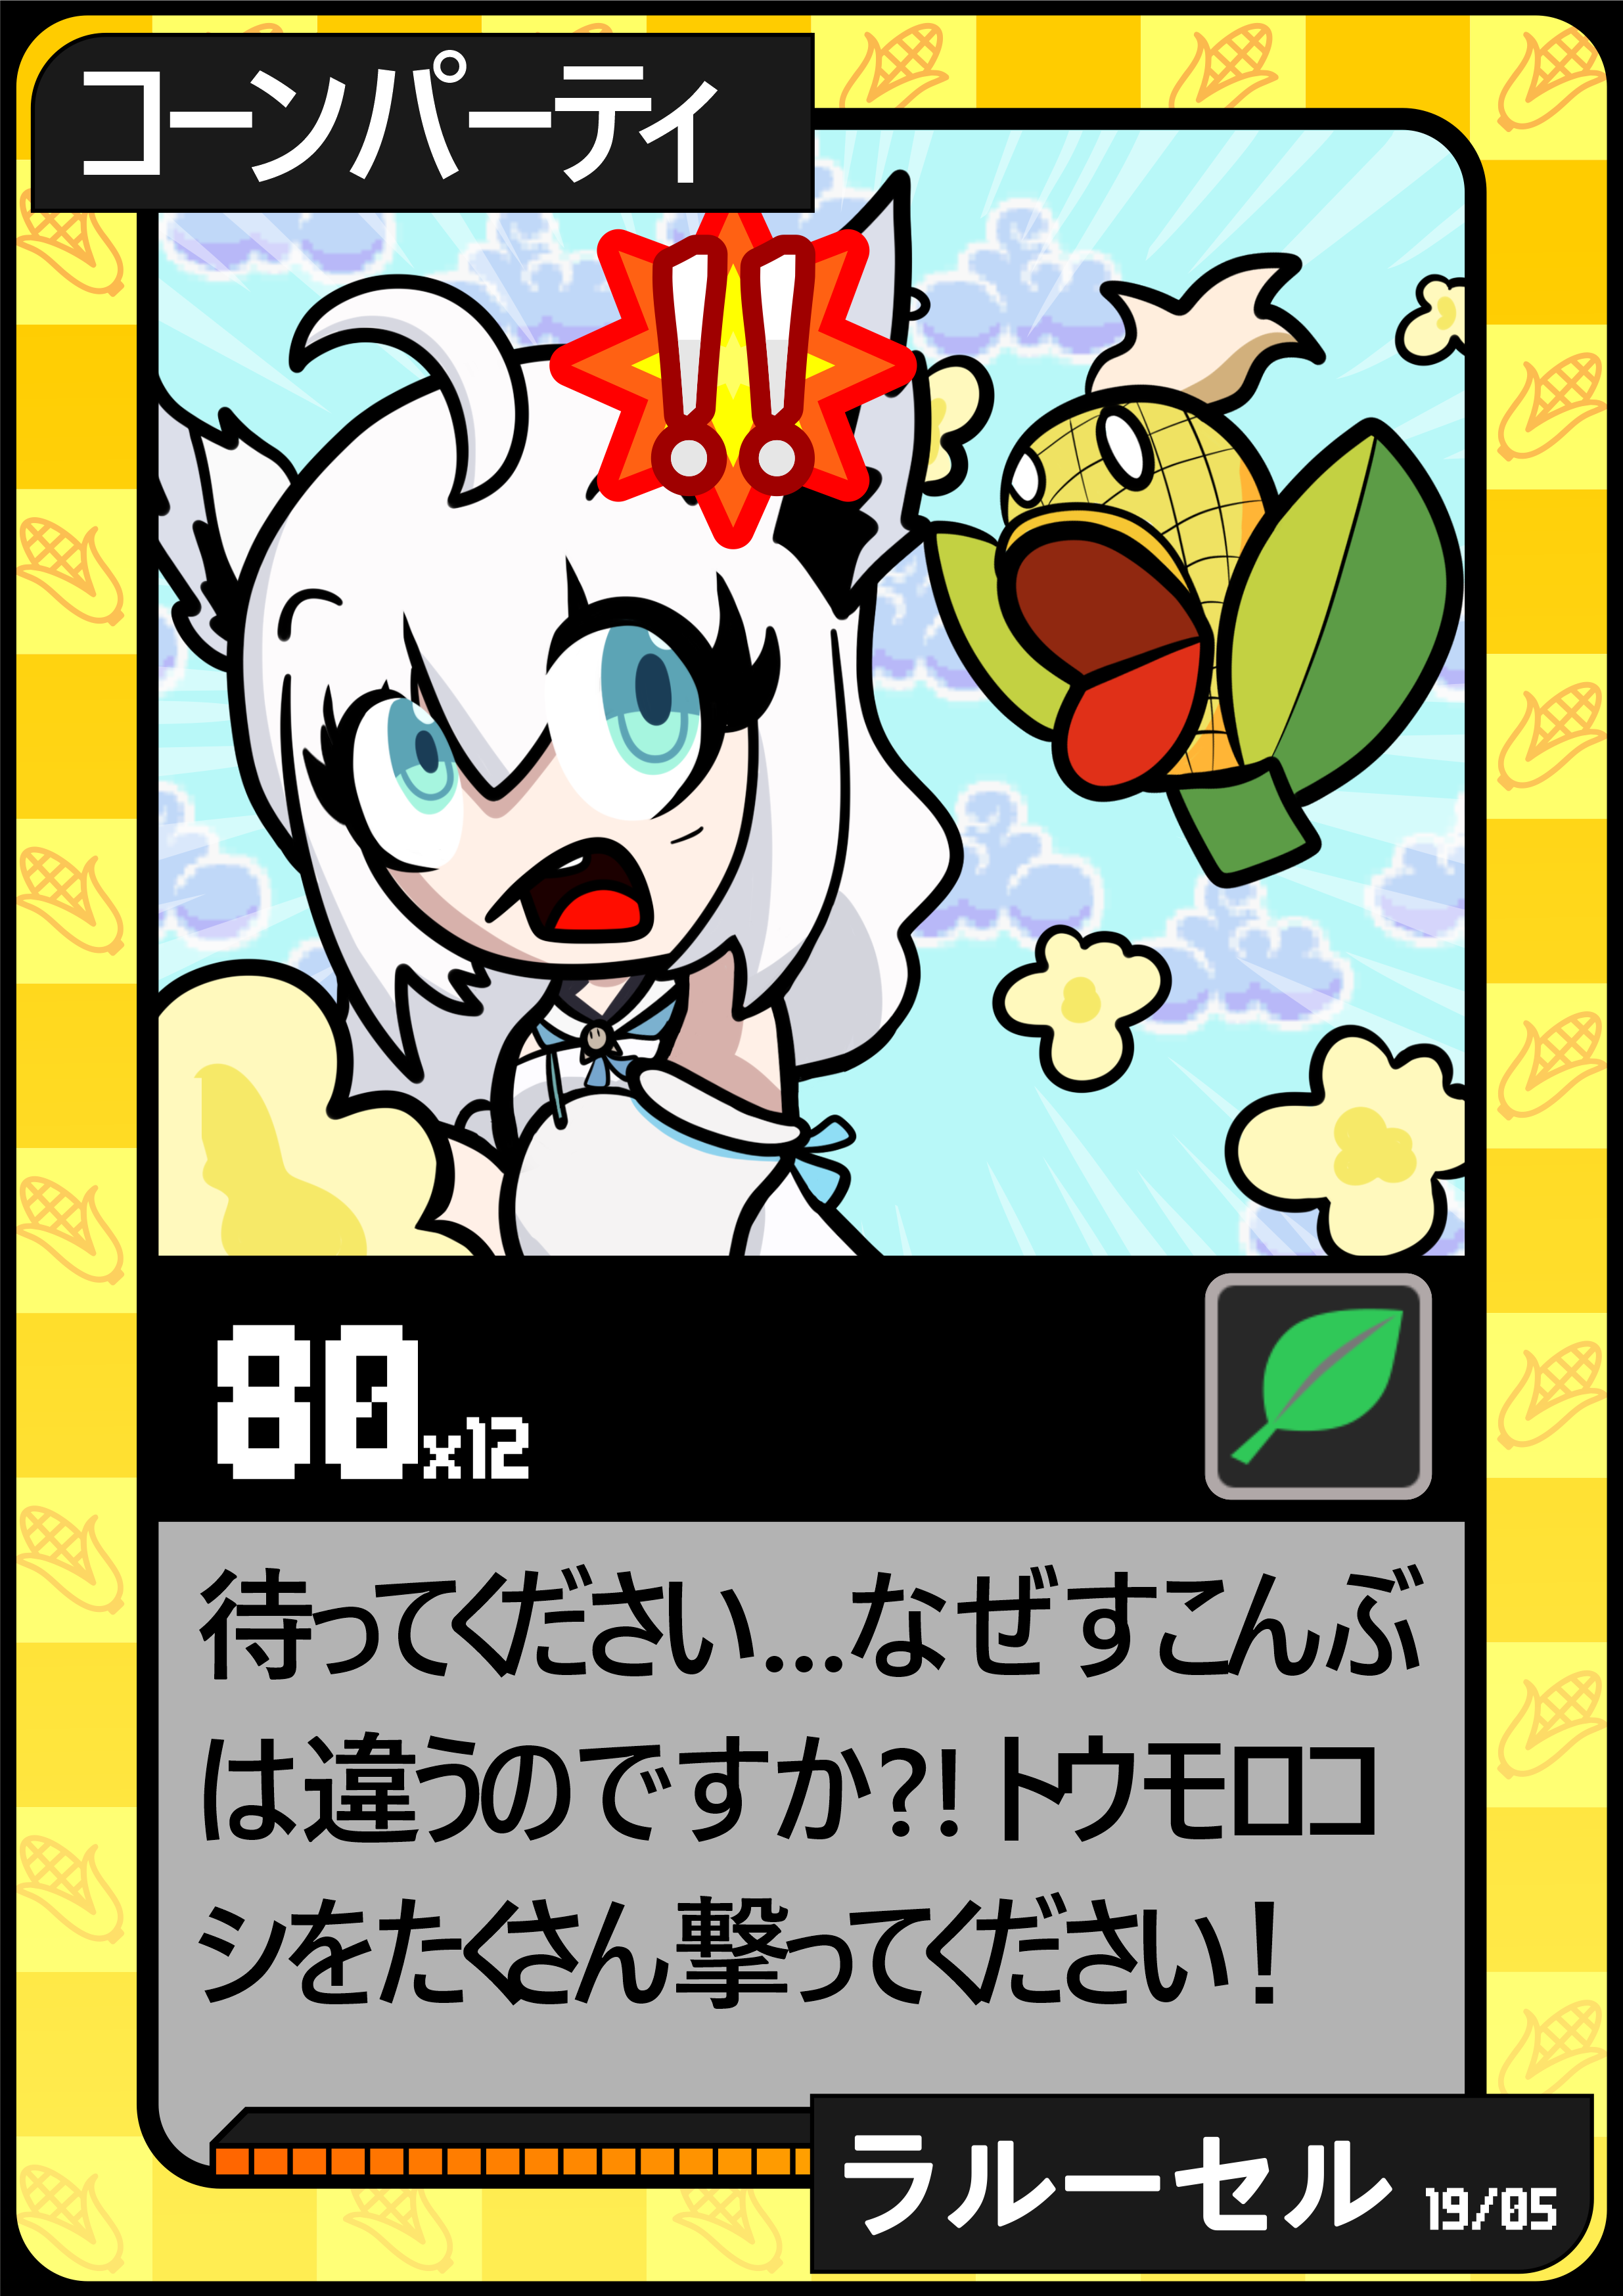 コーンパーティ
!!
80x12
待ってください...なぜすこんぶ
は違うのですか?! トウモロコ
シをたくさん撃ってください!
ラルーセル 19/05